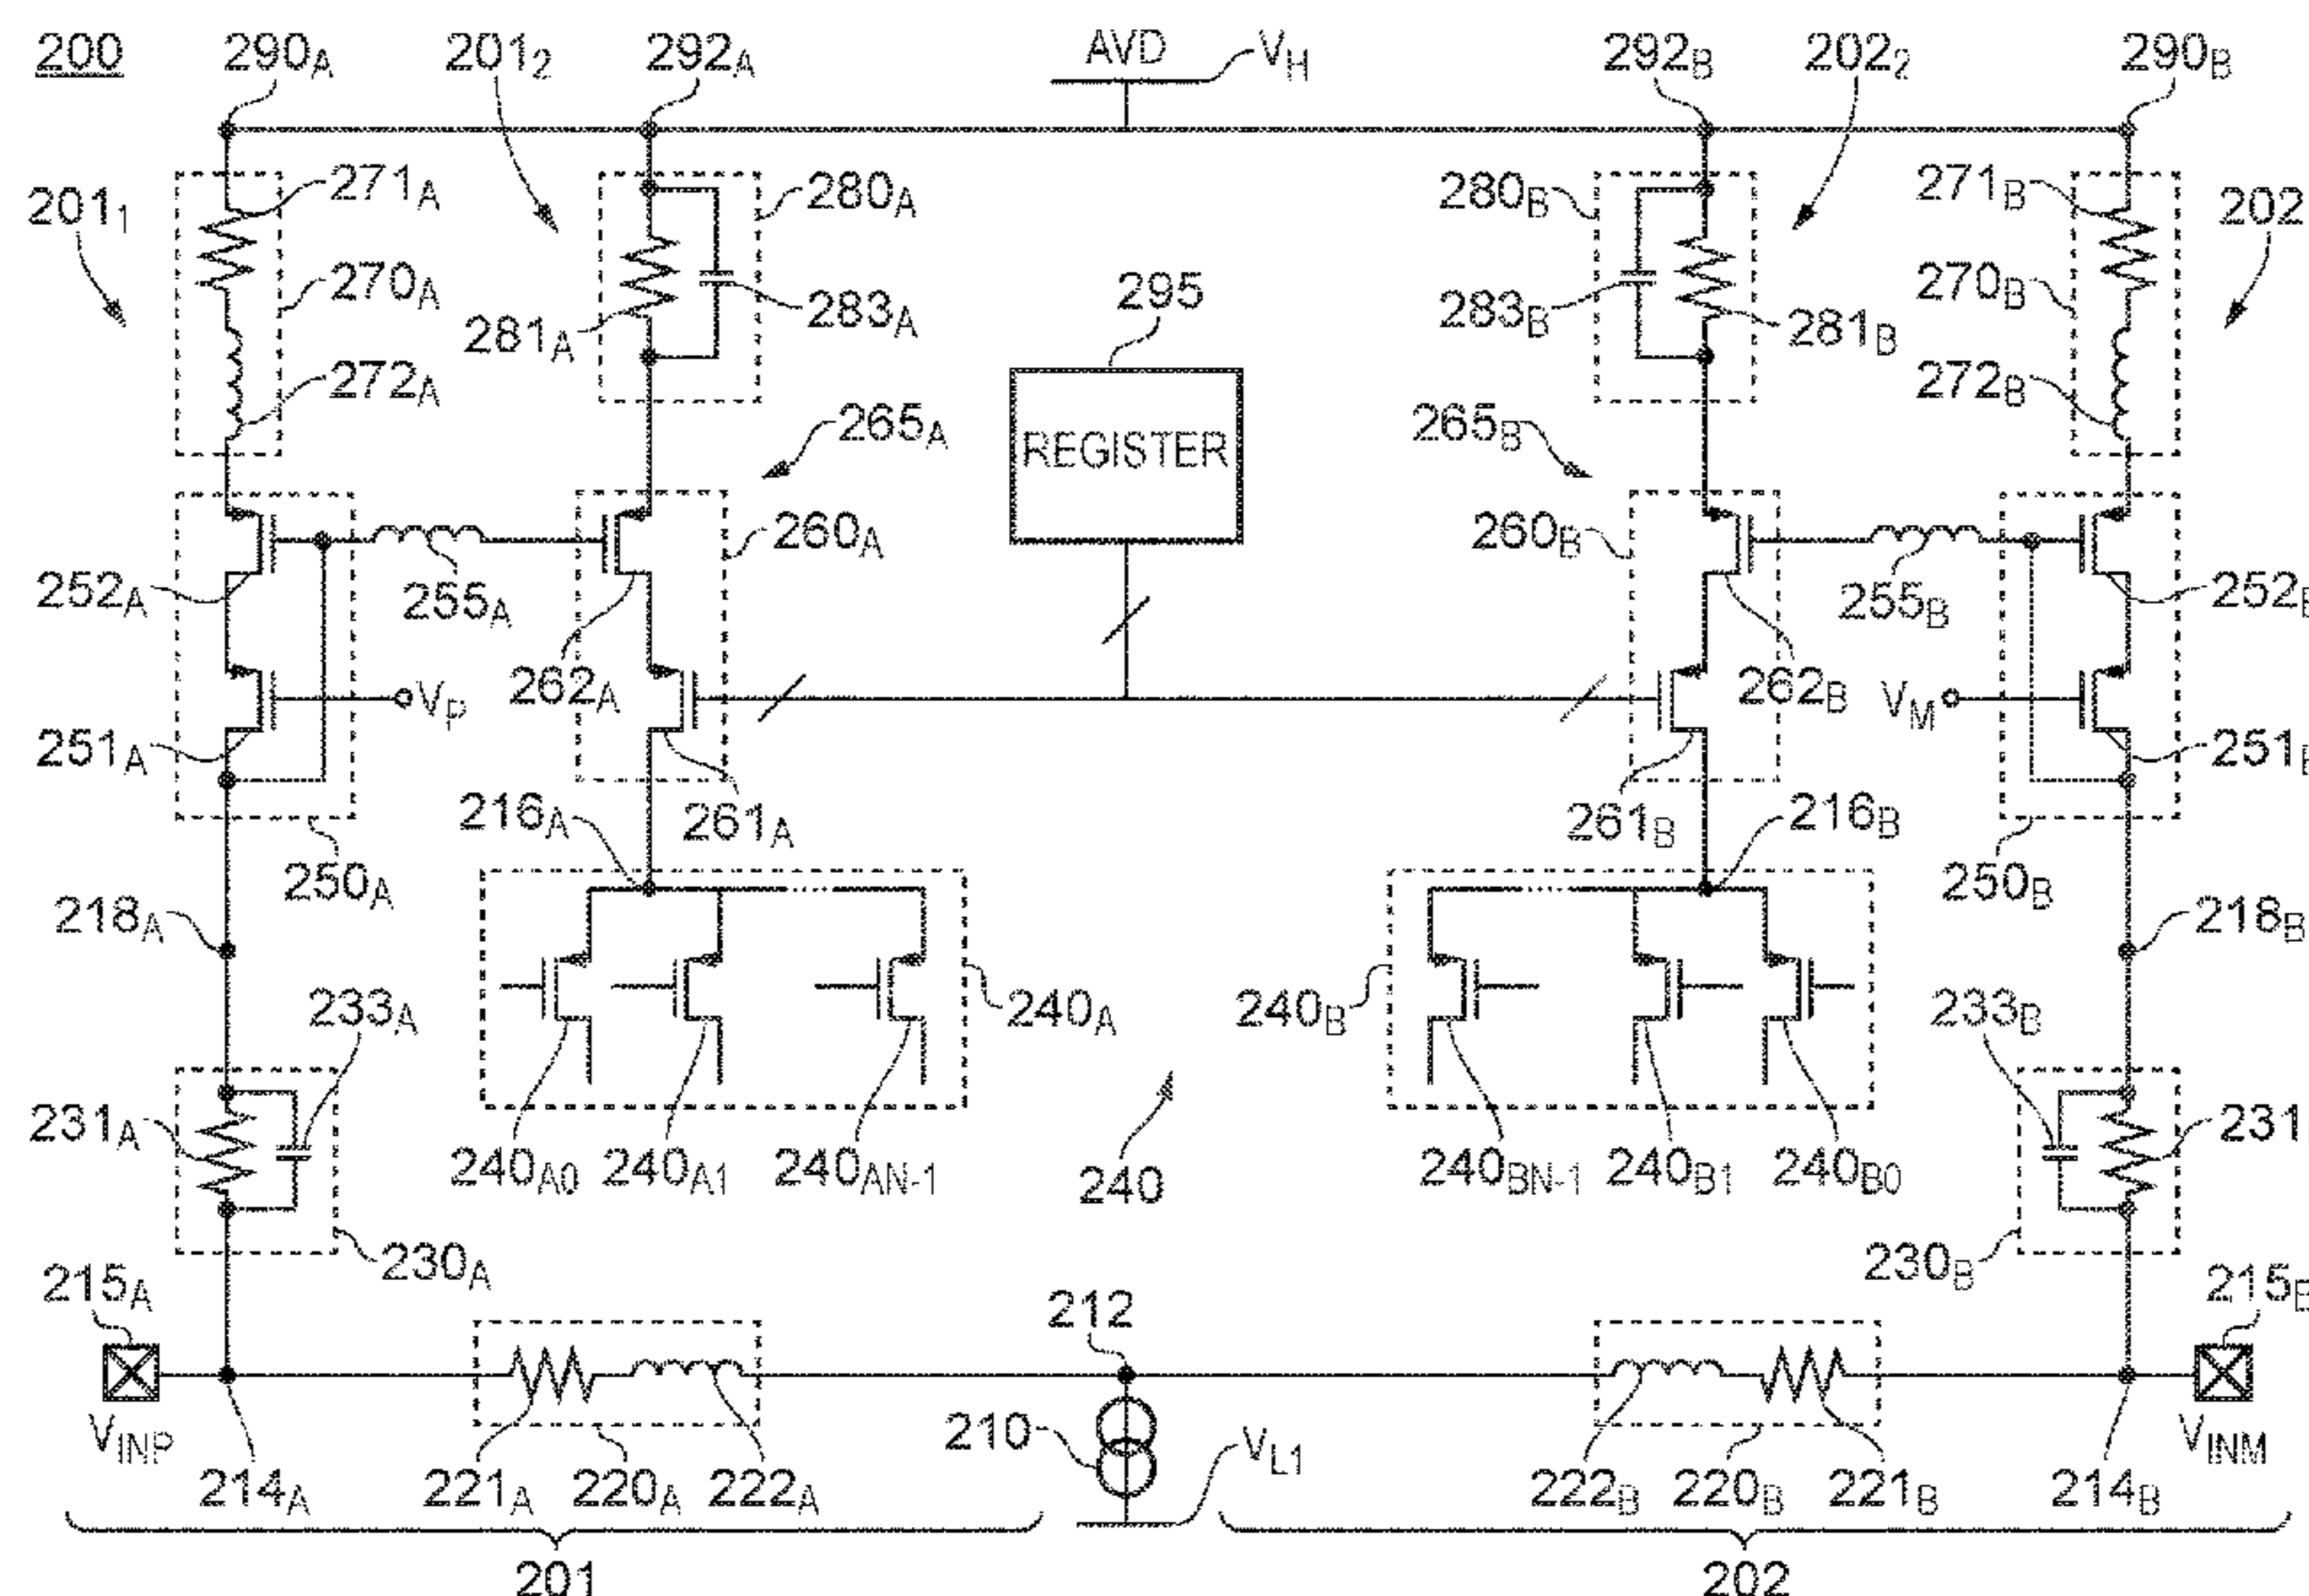 200 290A 201₂ 292A AVD VH 292B 202₂ 290B
201₁ 271A 280A 280B 271B 202
270A 281A 283A 295 283B 281B 270B
272A 265A REGISTER 265B 272B
252A 255A 260A 260B 255B 252B
VP 262A 262B VM
251A 216A 261A 261B 216B 251B
250A 250B
218A 218B
233A 240A 240B 233B
231A 240A0 240A1 240AN-1 240 240BN-1 240B1 240B0 231
230A 230B
215A 212 215B
VINP 210 VL1 VINM
214A 221A 220A 222A 222B 220B 221B 214B
201 202